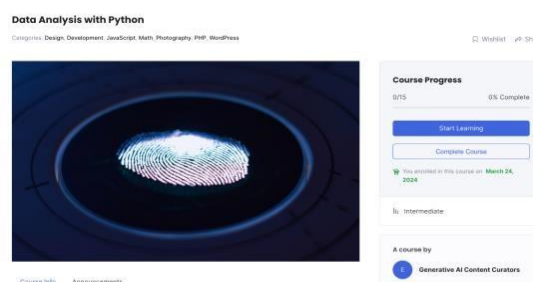 Data Analysis with Python
Categories: Design, Development, JavaScript, Math, Photography, PHP, WordPress
Wishlist Sh
Course Progress
0/15 0% Complete
Start Learning
Complete Course
You enrolled in this course on March 24,
2024
Intermediate
A course by
E Generative AI Content Curators
Course Info Announcements